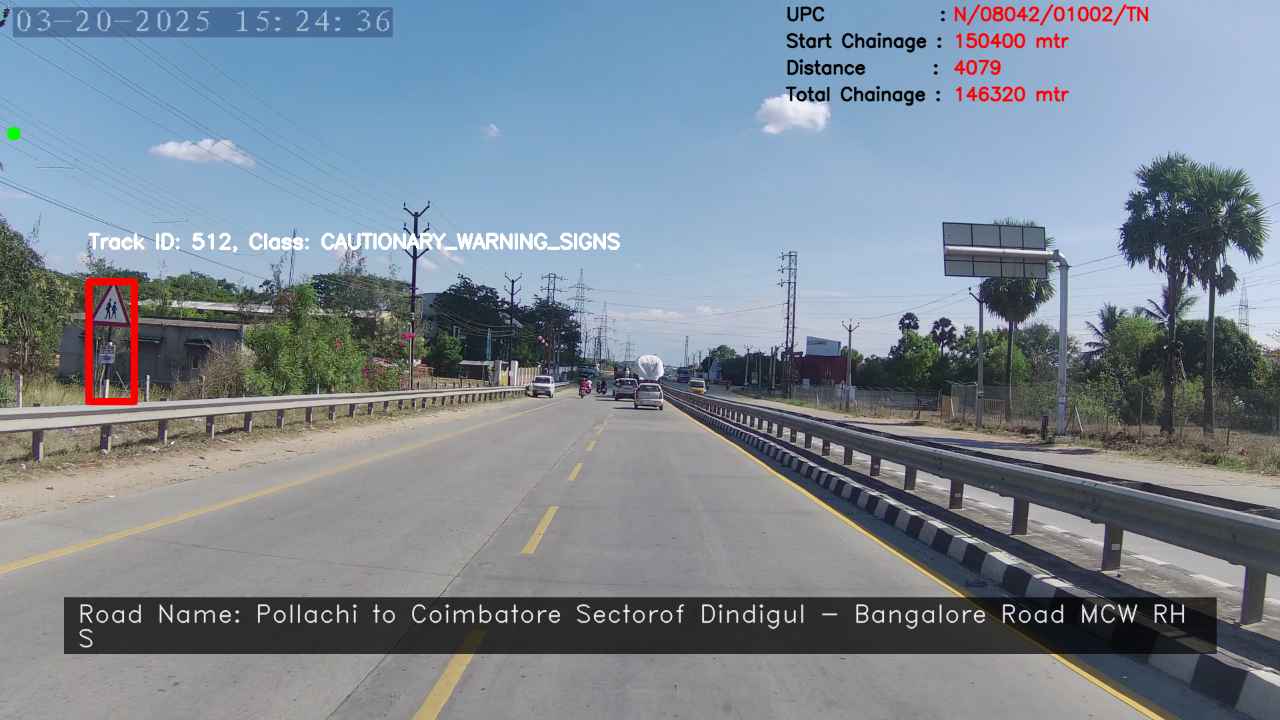 03-20-2025 15:24:36
UPC : N/08042/01002/TN
Start Chainage : 150400 mtr
Distance : 4079
Total Chainage : 146320 mtr
Track ID: 512, Class: CAUTIONARY_WARNING_SIGNS
Road Name: Pollachi to Coimbatore Sectorof Dindigul - Bangalore Road MCW RH
S